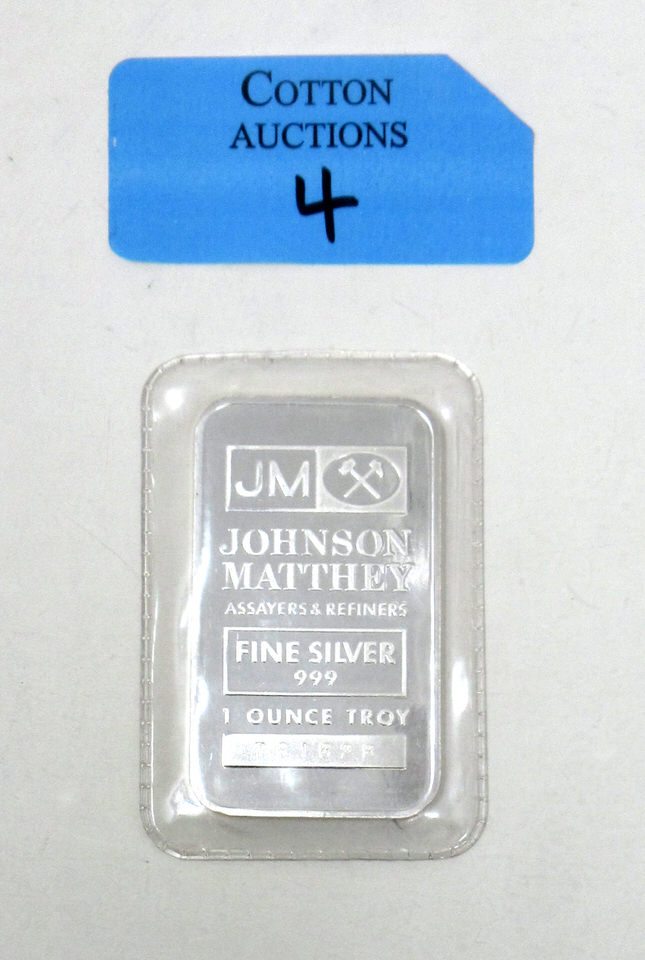 COTTON
AUCTIONS
4
JM
JOHNSON
MATTHEY
ASSAYERS & REFINERS
FINE SILVER
999
1 OUNCE TROY